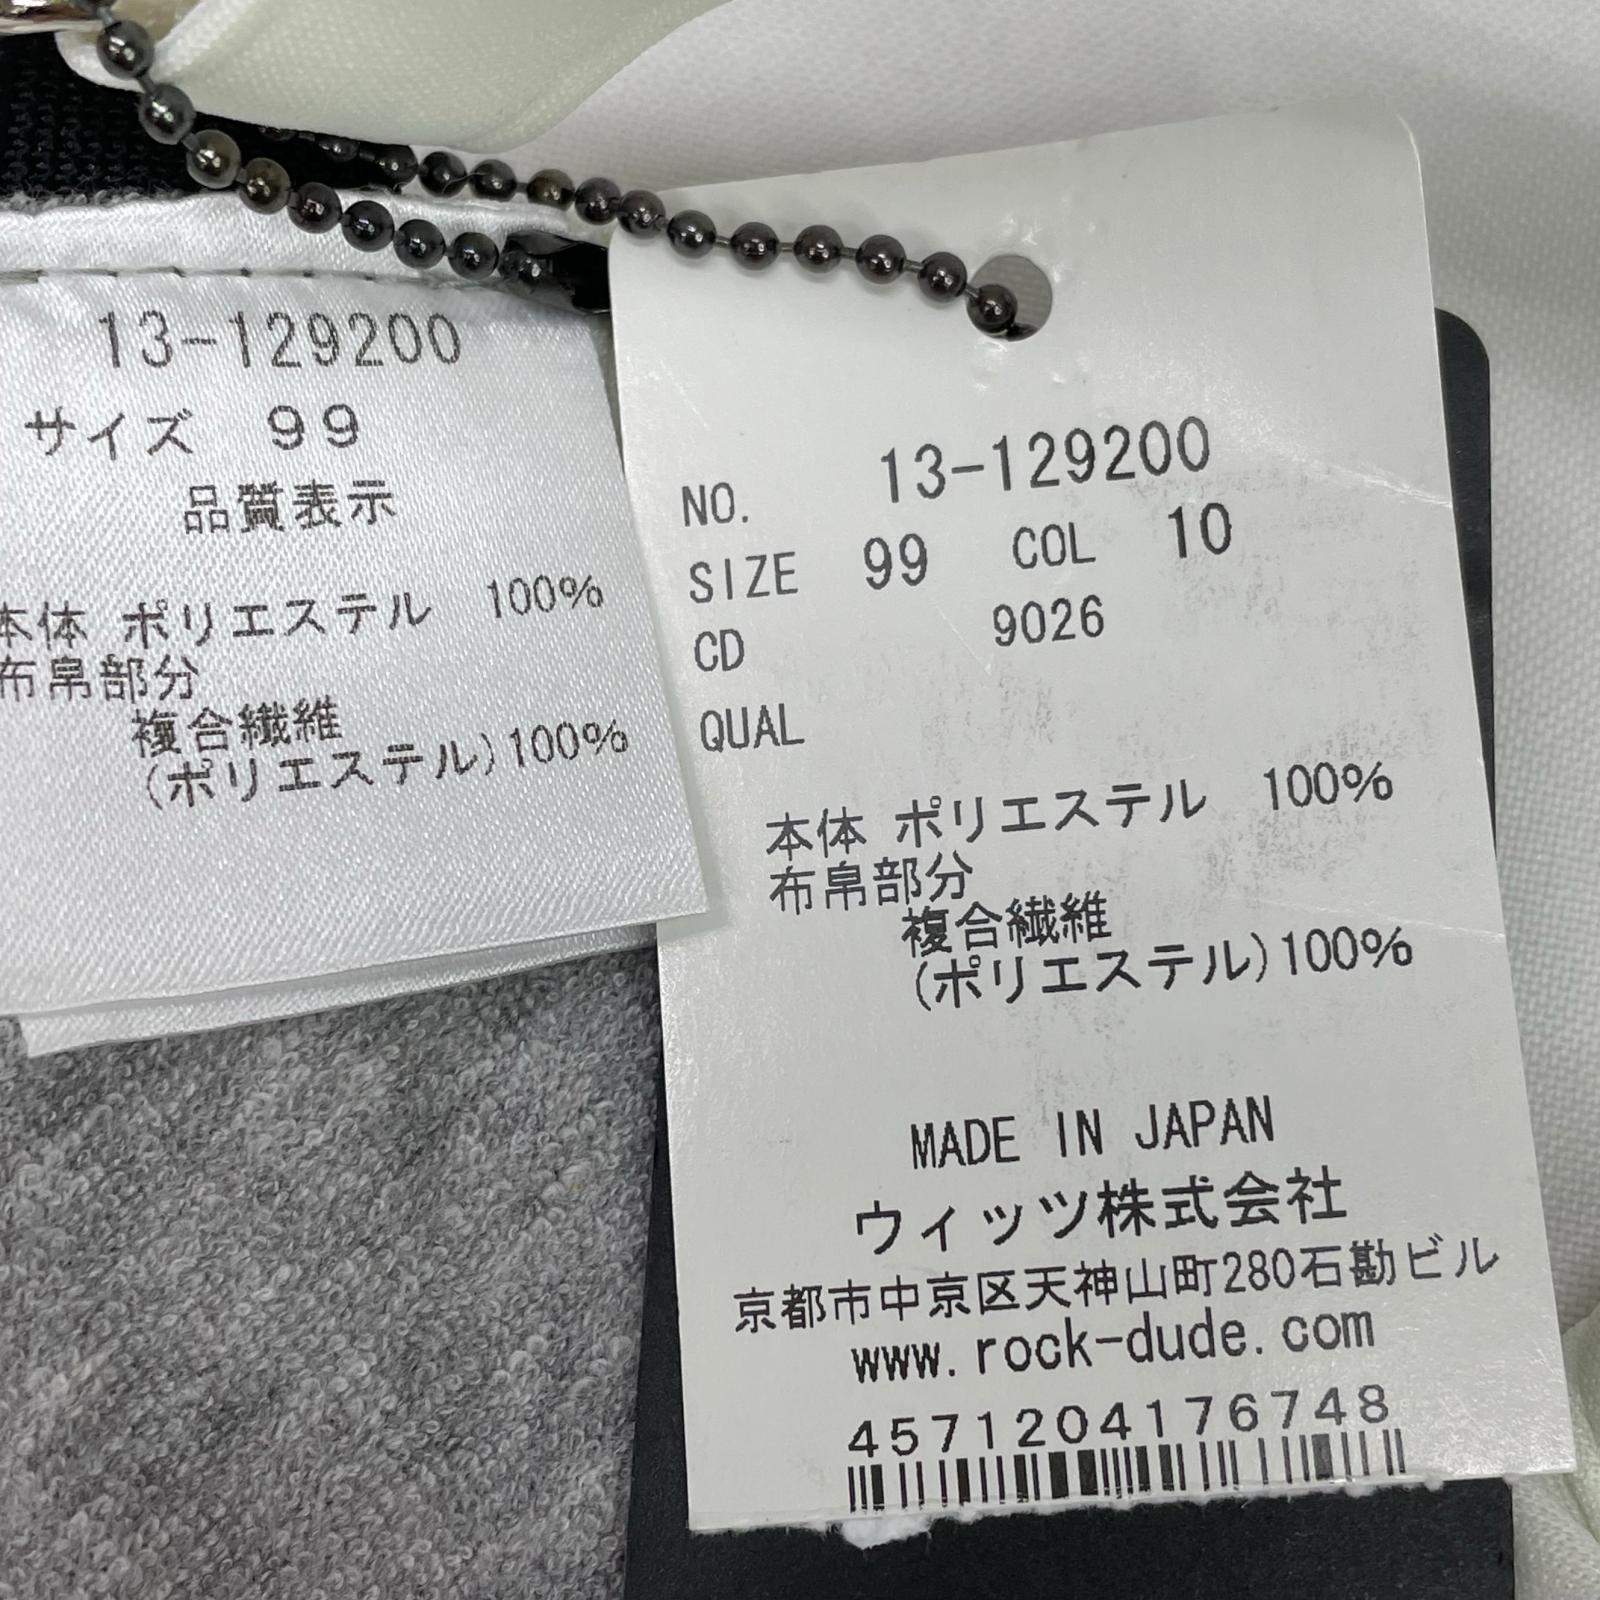 13-129200
サイズ 99
品質表示
本体 ポリエステル 100%
布帛部分
複合繊維
(ポリエステル)100%
NO. 13-129200
SIZE 99 COL 10
CD 9026
QUAL
本体 ポリエステル 100%
布帛部分
複合繊維
(ポリエステル)100%
MADE IN JAPAN
ウィッツ株式会社
京都市中京区天神山町280石勘ビル
www.rock-dude.com
4571204176748